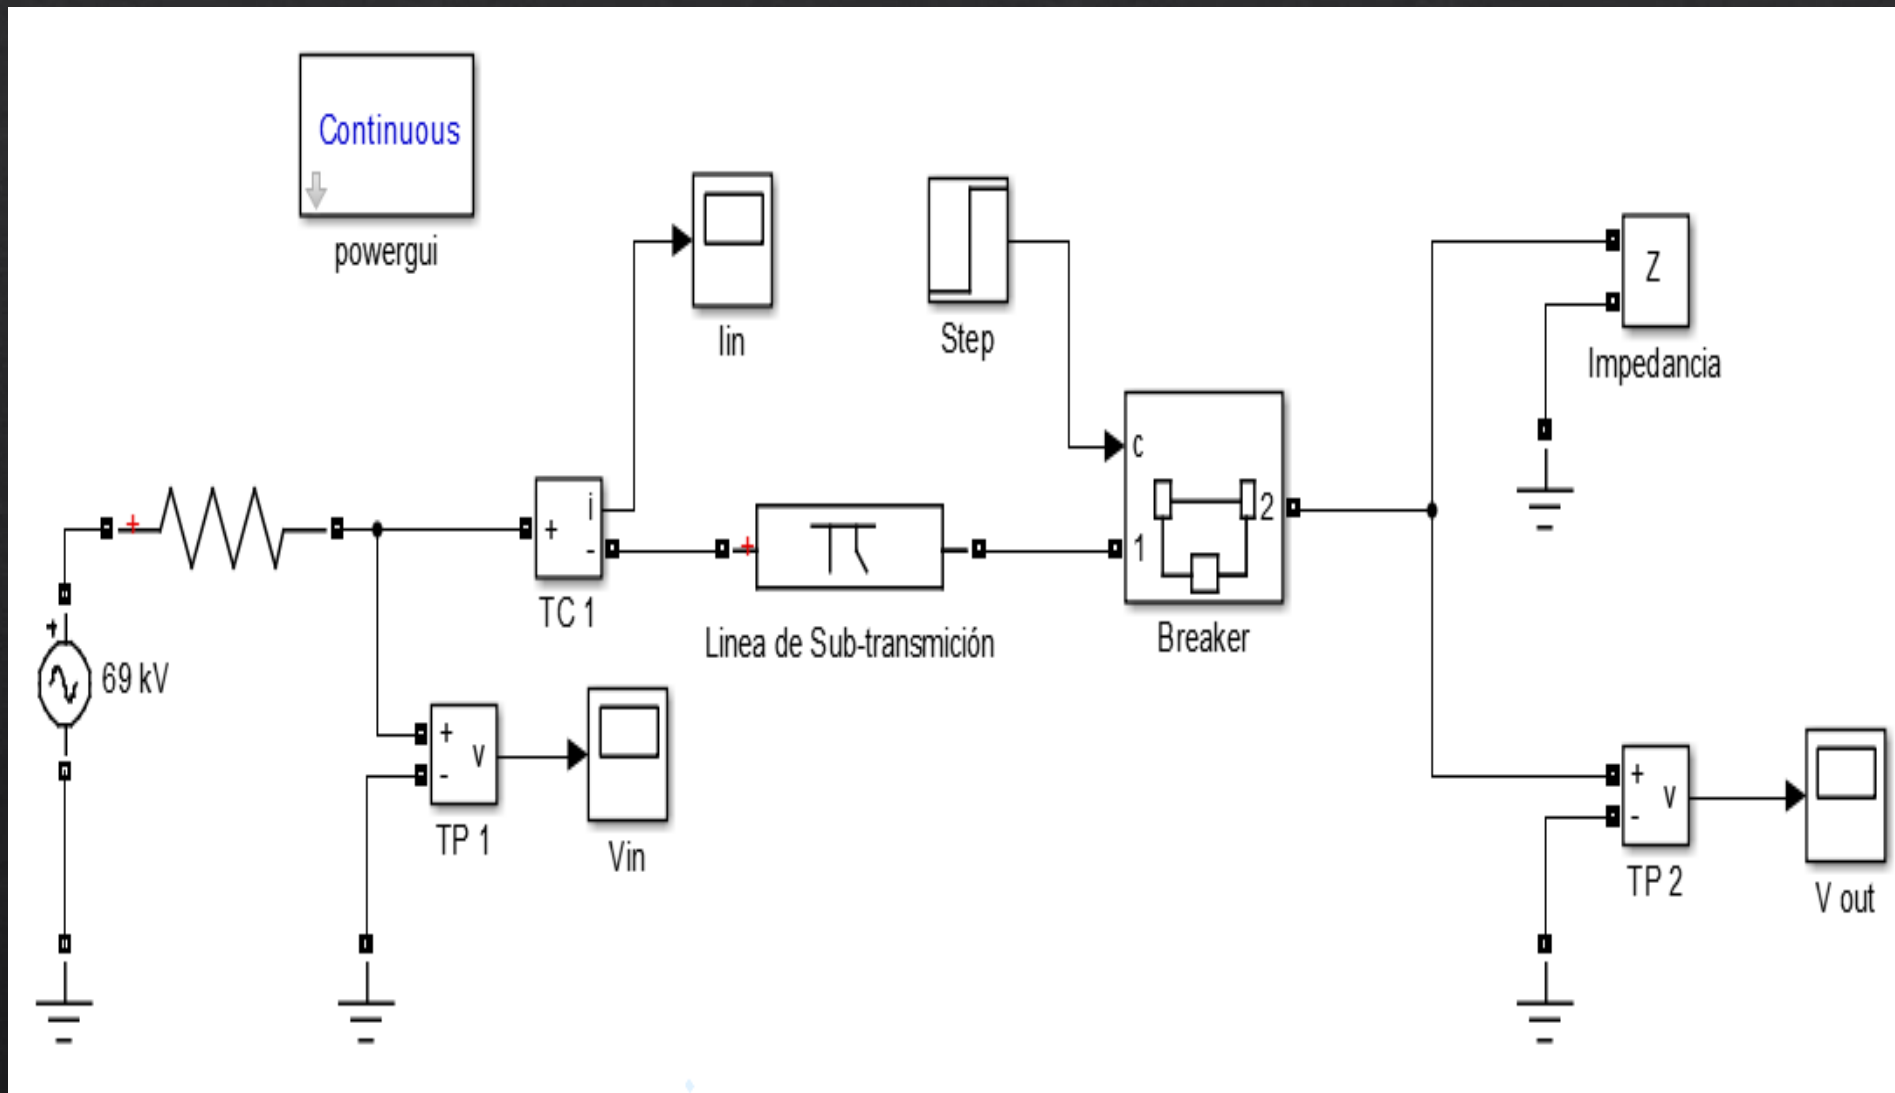 Continuous
powergui
Iin
Step
Z
Impedancia
c
1
2
Breaker
+
i
+
-
TC 1
+
Linea de Sub-transmición
+
69 kV
+
-
v
TP 1
Vin
+
-
v
TP 2
V out